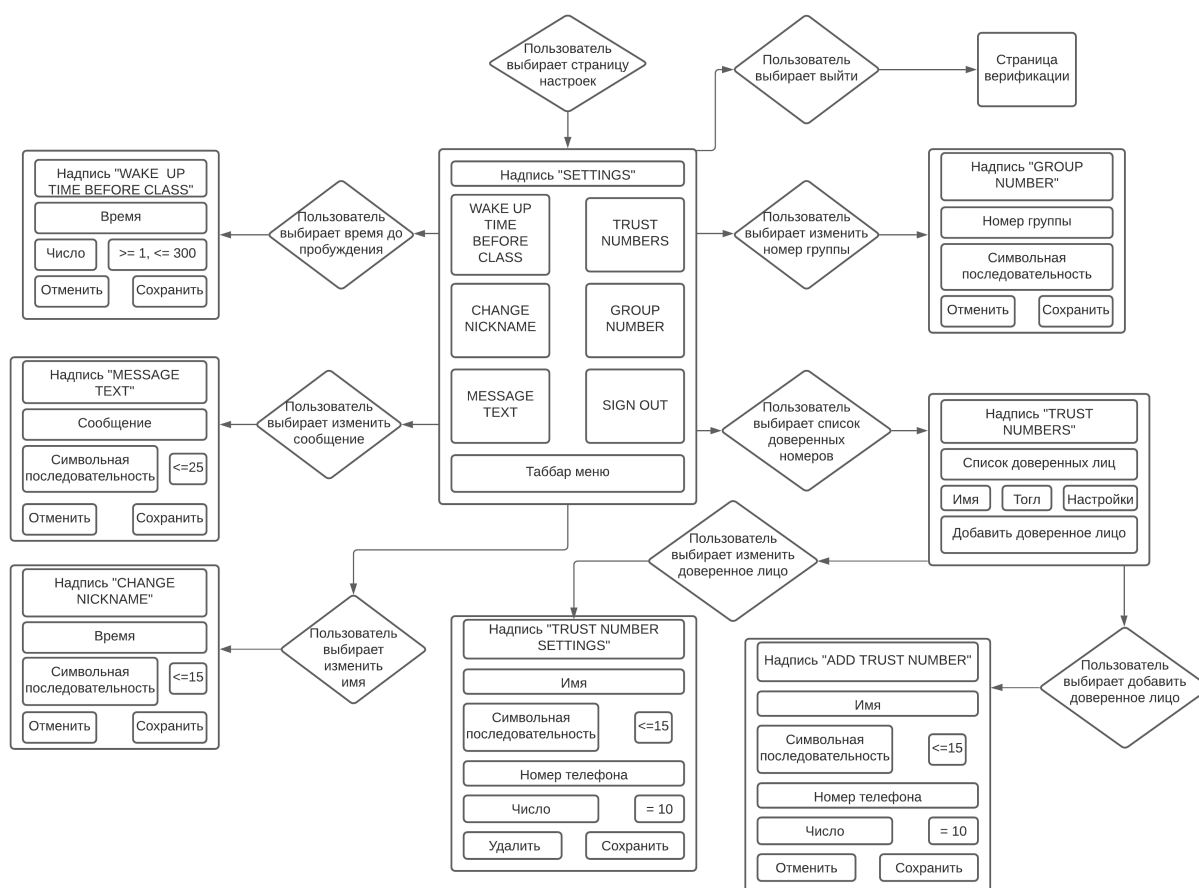 Пользователь
выбирает страницу
настроек
Пользователь
выбирает выйти
Страница
верификации
Надпись "WAKE UP
TIME BEFORE CLASS"
Время
Число
>= 1, <= 300
Отменить
Сохранить
Пользователь
выбирает время до
пробуждения
Надпись "SETTINGS"
WAKE UP
TIME
BEFORE
CLASS
TRUST
NUMBERS
CHANGE
NICKNAME
GROUP
NUMBER
MESSAGE
TEXT
SIGN OUT
Таббар меню
Пользователь
выбирает изменить
номер группы
Надпись "GROUP
NUMBER"
Номер группы
Символьная
последовательность
Отменить
Сохранить
Надпись "MESSAGE
TEXT"
Сообщение
Символьная
последовательность
<=25
Отменить
Сохранить
Пользователь
выбирает изменить
сообщение
Пользователь
выбирает список
доверенных
номеров
Надпись "TRUST
NUMBERS"
Список доверенных лиц
Имя
Тогл
Настройки
Добавить доверенное лицо
Надпись "CHANGE
NICKNAME"
Время
Символьная
последовательность
<=15
Отменить
Сохранить
Пользователь
выбирает
изменить
имя
Пользователь
выбирает изменить
доверенное лицо
Надпись "TRUST NUMBER
SETTINGS"
Имя
Символьная
последовательность
<=15
Номер телефона
Число
= 10
Удалить
Сохранить
Надпись "ADD TRUST NUMBER"
Имя
Символьная
последовательность
<=15
Номер телефона
Число
= 10
Отменить
Сохранить
Пользователь
выбирает добавить
доверенное лицо